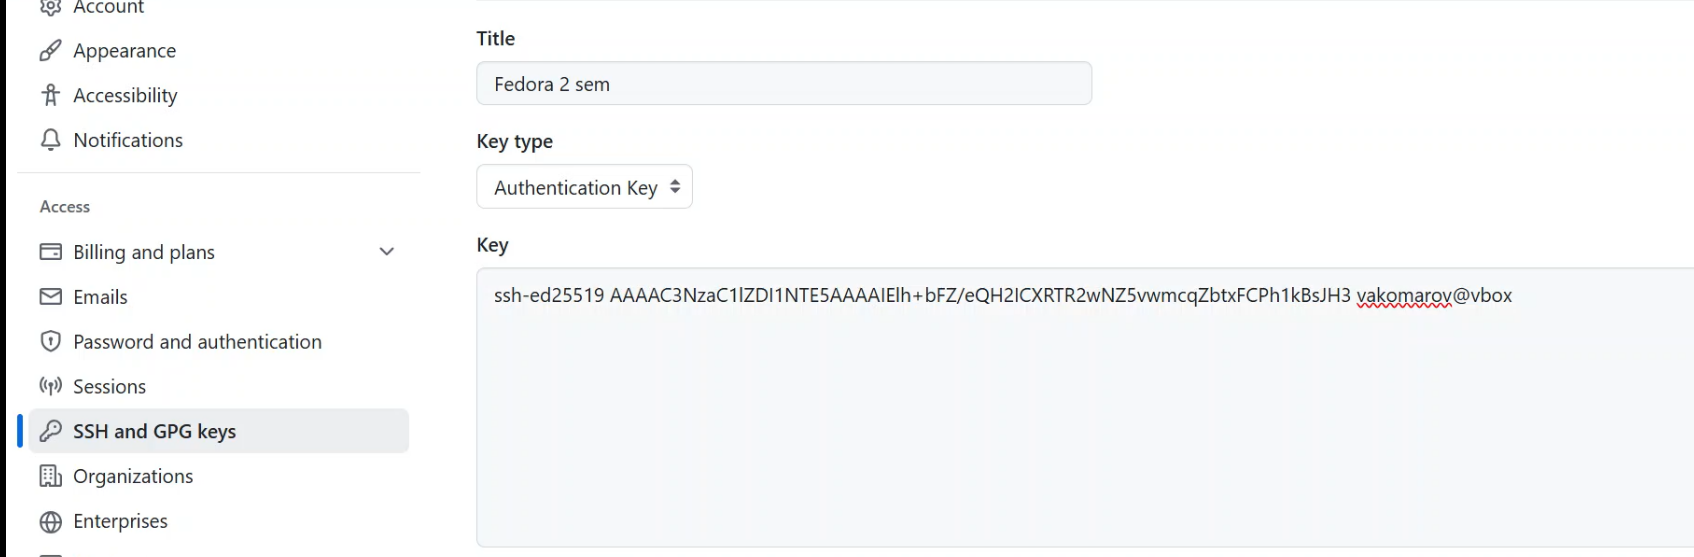 Account
Appearance
Accessibility
Notifications
Access
Billing and plans
Emails
Password and authentication
Sessions
SSH and GPG keys
Organizations
Enterprises
Title
Fedora 2 sem
Key type
Authentication Key
Key
ssh-ed25519 AAAAC3NzaC1lZDI1NTE5AAAAIElh+bFZ/eQH2ICXRTR2wNZ5vwmcqZbtxFCPh1kBsJH3 vakomarov@vbox